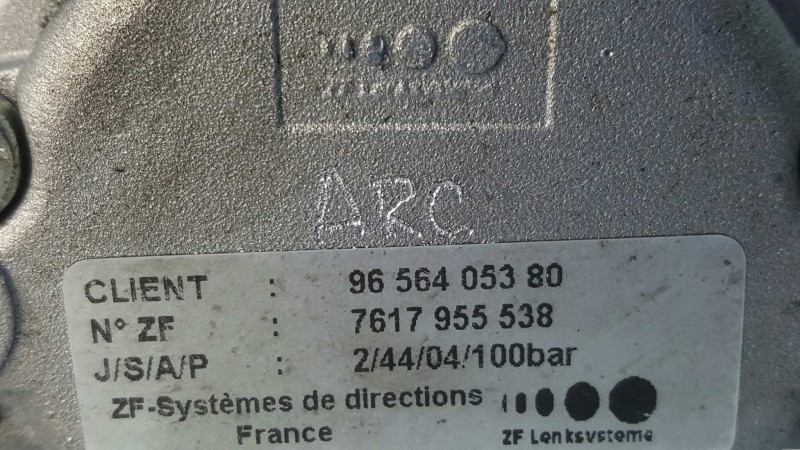 ARC
CLIENT : 96 564 053 80
N° ZF : 7617 955 538
J/S/A/P : 2/44/04/100bar
ZF-Systèmes de directions
France
ZF Lenksysteme